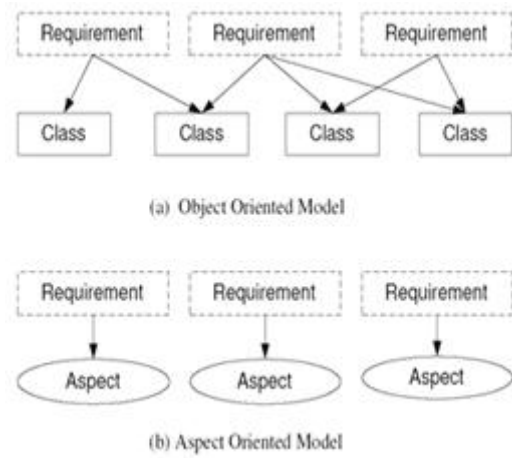 Requirement Requirement Requirement
Class Class Class Class
(a) Object Oriented Model
Requirement Requirement Requirement
Aspect Aspect Aspect
(b) Aspect Oriented Model